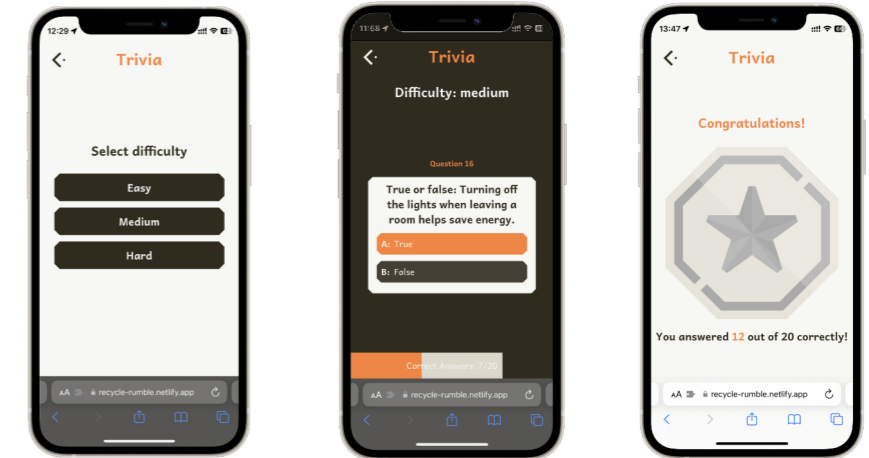 12:29
Trivia
Select difficulty
Easy
Medium
Hard
AA
recycle-rumble.netlify.app
11:58
Trivia
Difficulty: medium
Question 16
True or false: Turning off
the lights when leaving a
room helps save energy.
A: True
B: False
Correct Answers: 7/20
AA
recycle-rumble.netlify.app
13:47
Trivia
Congratulations!
You answered 12 out of 20 correctly!
AA
recycle-rumble.netlify.app